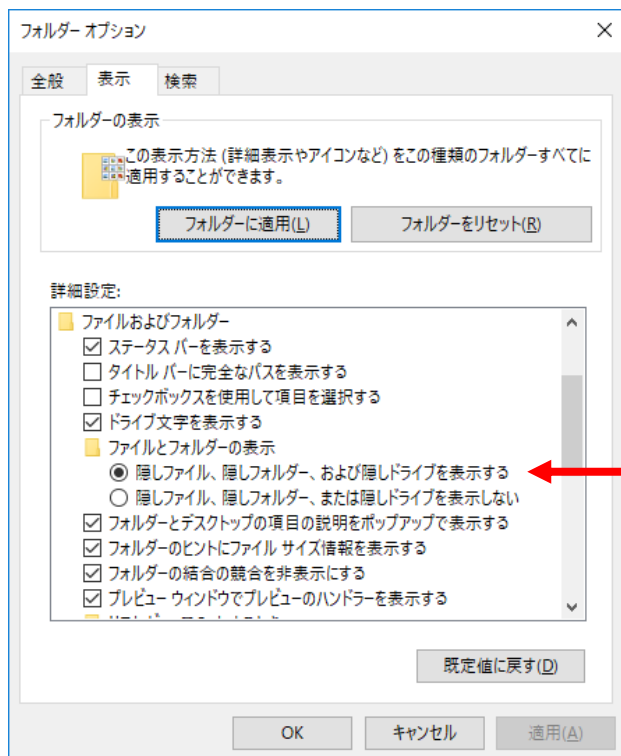 フォルダー オプション
全般 表示 検索
フォルダーの表示
この表示方法 (詳細表示やアイコンなど) をこの種類のフォルダーすべてに
適用することができます。
フォルダーに適用(L) フォルダーをリセット(R)
詳細設定:
ファイルおよびフォルダー
ステータス バーを表示する
タイトル バーに完全なパスを表示する
チェックボックスを使用して項目を選択する
ドライブ文字を表示する
ファイルとフォルダーの表示
隠しファイル、隠しフォルダー、および隠しドライブを表示する
隠しファイル、隠しフォルダー、または隠しドライブを表示しない
フォルダーとデスクトップの項目の説明をポップアップで表示する
フォルダーのヒントにファイル サイズ情報を表示する
フォルダーの結合の競合を非表示にする
プレビュー ウィンドウでプレビューのハンドラーを表示する
既定値に戻す(D)
OK キャンセル 適用(A)